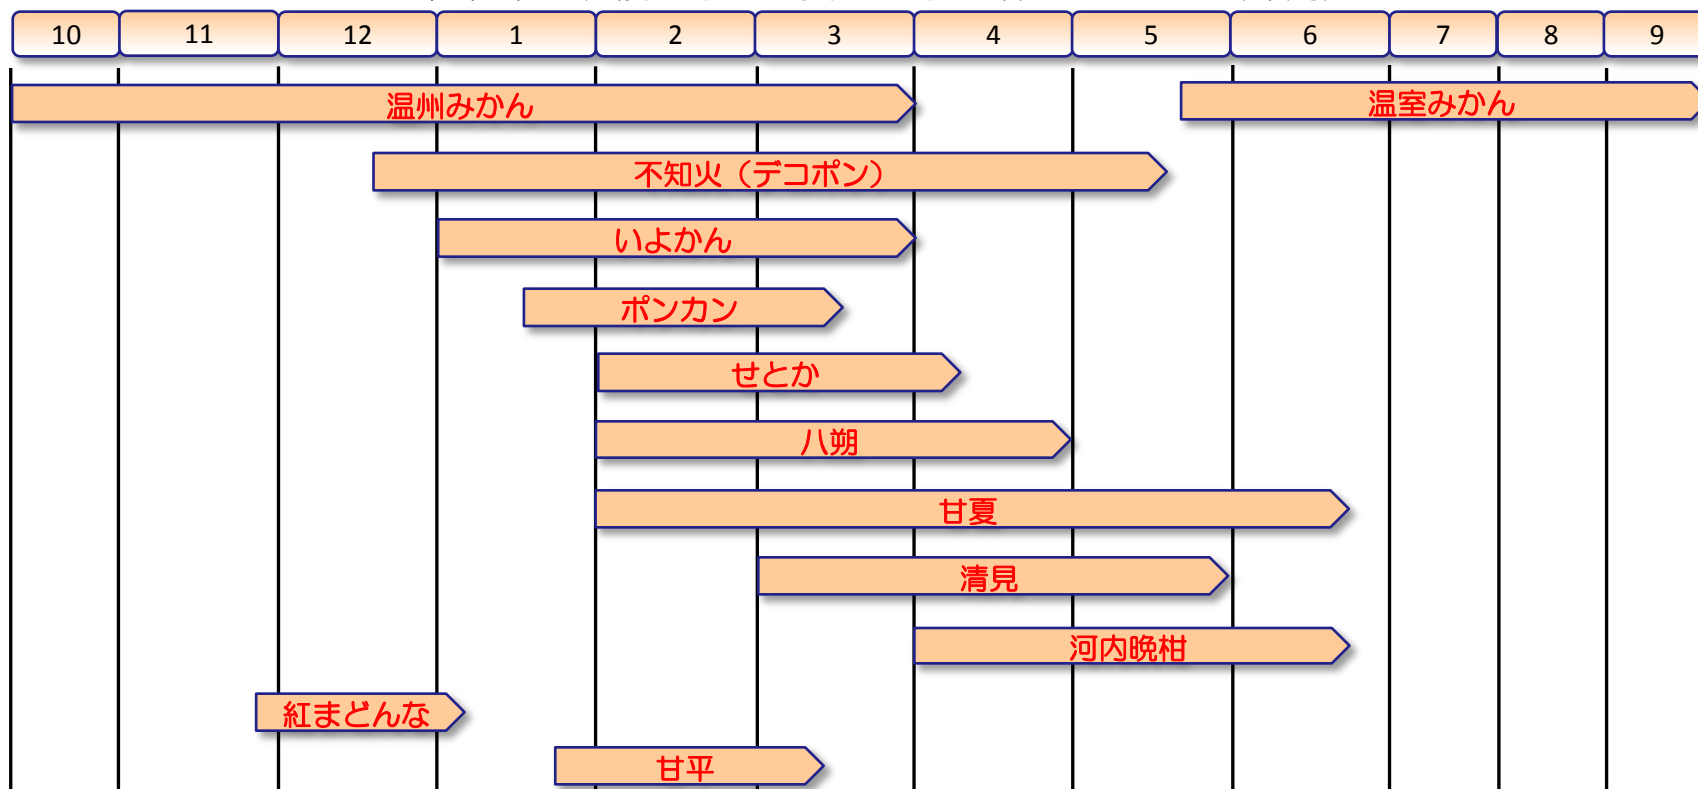 10 11 12 1 2 3 4 5 6 7 8 9
温州みかん 温室みかん
不知火（デコポン）
いよかん
ポンカン
せとか
八朔
甘夏
清見
河内晩柑
紅まどんな
甘平